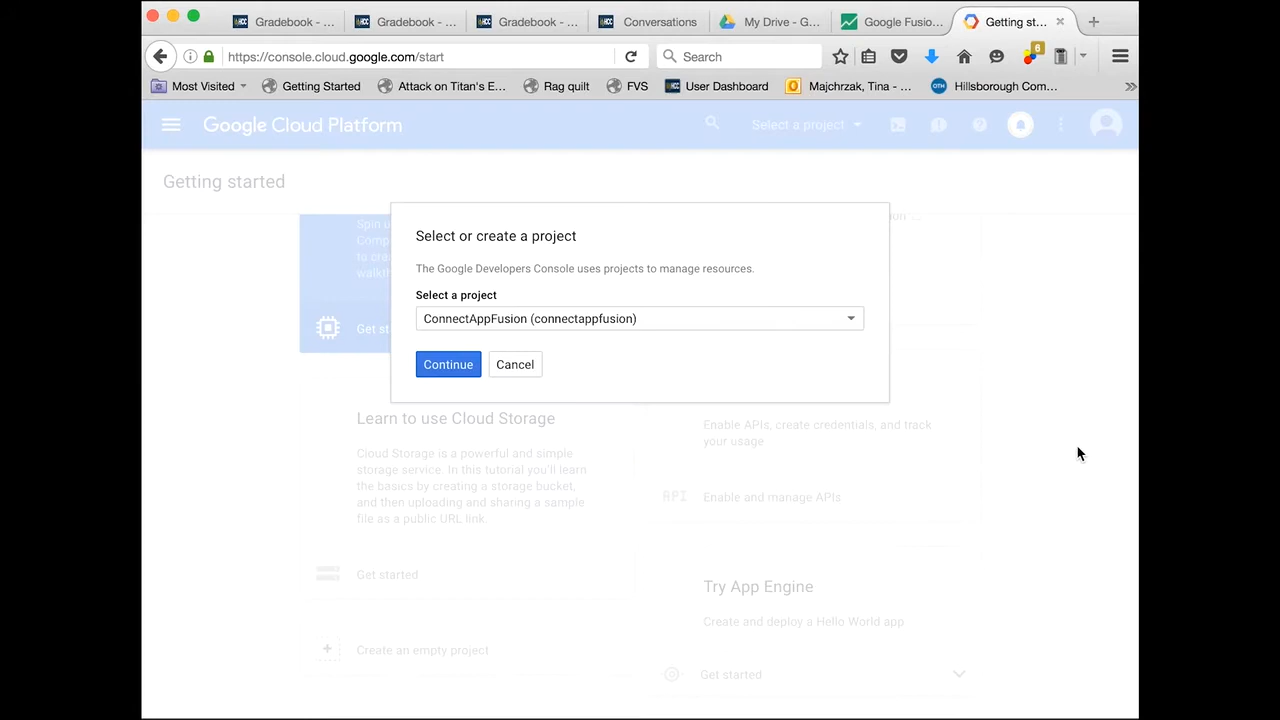 Gradebook - ...
Gradebook - ...
Gradebook - ...
Conversations
My Drive - G...
Google Fusio...
Getting st...
https://console.cloud.google.com/start
Search
6
Most Visited
Getting Started
Attack on Titan's E...
Rag quilt
FVS
User Dashboard
Majchrzak, Tina - ...
Hillsborough Com...
Google Cloud Platform
Select a project
Getting started
Select or create a project
The Google Developers Console uses projects to manage resources.
Select a project
ConnectAppFusion (connectappfusion)
Continue
Cancel
Get st
Learn to use Cloud Storage
Cloud Storage is a powerful and simple
storage service. In this tutorial you'll learn
the basics by creating a storage bucket,
and then uploading and sharing a sample
file as a public URL link.
Get started
Create an empty project
Enable APIs, create credentials, and track
your usage
API
Enable and manage APIs
Try App Engine
Create and deploy a Hello World app
Get started